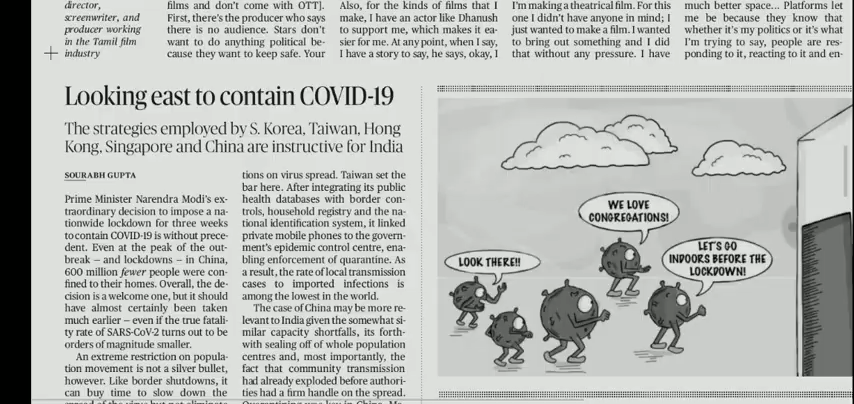 director,
screenwriter, and
producer working
in the Tamil film
industry
films and don't come with OTT].
First, there's the producer who says
there is no audience. Stars don't
want to do anything political be-
cause they want to keep safe. Your
Also, for the kinds of films that I
make, I have an actor like Dhanush
to support me, which makes it ea-
sier for me. At any point, when I say,
I have a story to say, he says, okay, I
I'm making a theatrical film. For this
one I didn't have anyone in mind; I
just wanted to make a film. I wanted
to bring out something and I did
that without any pressure. I have
much better space... Platforms let
me be because they know that
whether it's my politics or it's what
I'm trying to say, people are res-
ponding to it, reacting to it and en-
Looking east to contain COVID-19
The strategies employed by S. Korea, Taiwan, Hong
Kong, Singapore and China are instructive for India
SOURABH GUPTA
Prime Minister Narendra Modi's ex-
traordinary decision to impose a na-
tionwide lockdown for three weeks
to contain COVID-19 is without prece-
dent. Even at the peak of the out-
break – and lockdowns – in China,
600 million fewer people were con-
fined to their homes. Overall, the de-
cision is a welcome one, but it should
have almost certainly been taken
much earlier – even if the true fatali-
ty rate of SARS-CoV-2 turns out to be
orders of magnitude smaller.
An extreme restriction on popula-
tion movement is not a silver bullet,
however. Like border shutdowns, it
can buy time to slow down the
spread of the virus but not eliminate
tions on virus spread. Taiwan set the
bar here. After integrating its public
health databases with border con-
trols, household registry and the na-
tional identification system, it linked
private mobile phones to the govern-
ment's epidemic control centre, ena-
bling enforcement of quarantine. As
a result, the rate of local transmission
cases to imported infections is
among the lowest in the world.
The case of China may be more re-
levant to India given the somewhat si-
milar capacity shortfalls, its forth-
with sealing off of whole population
centres and, most importantly, the
fact that community transmission
had already exploded before authori-
ties had a firm handle on the spread.
Quarantining was key in China.
WE LOVE
CONGREGATIONS!
LOOK THERE!!
LET'S GO
INDOORS BEFORE THE
LOCKDOWN!